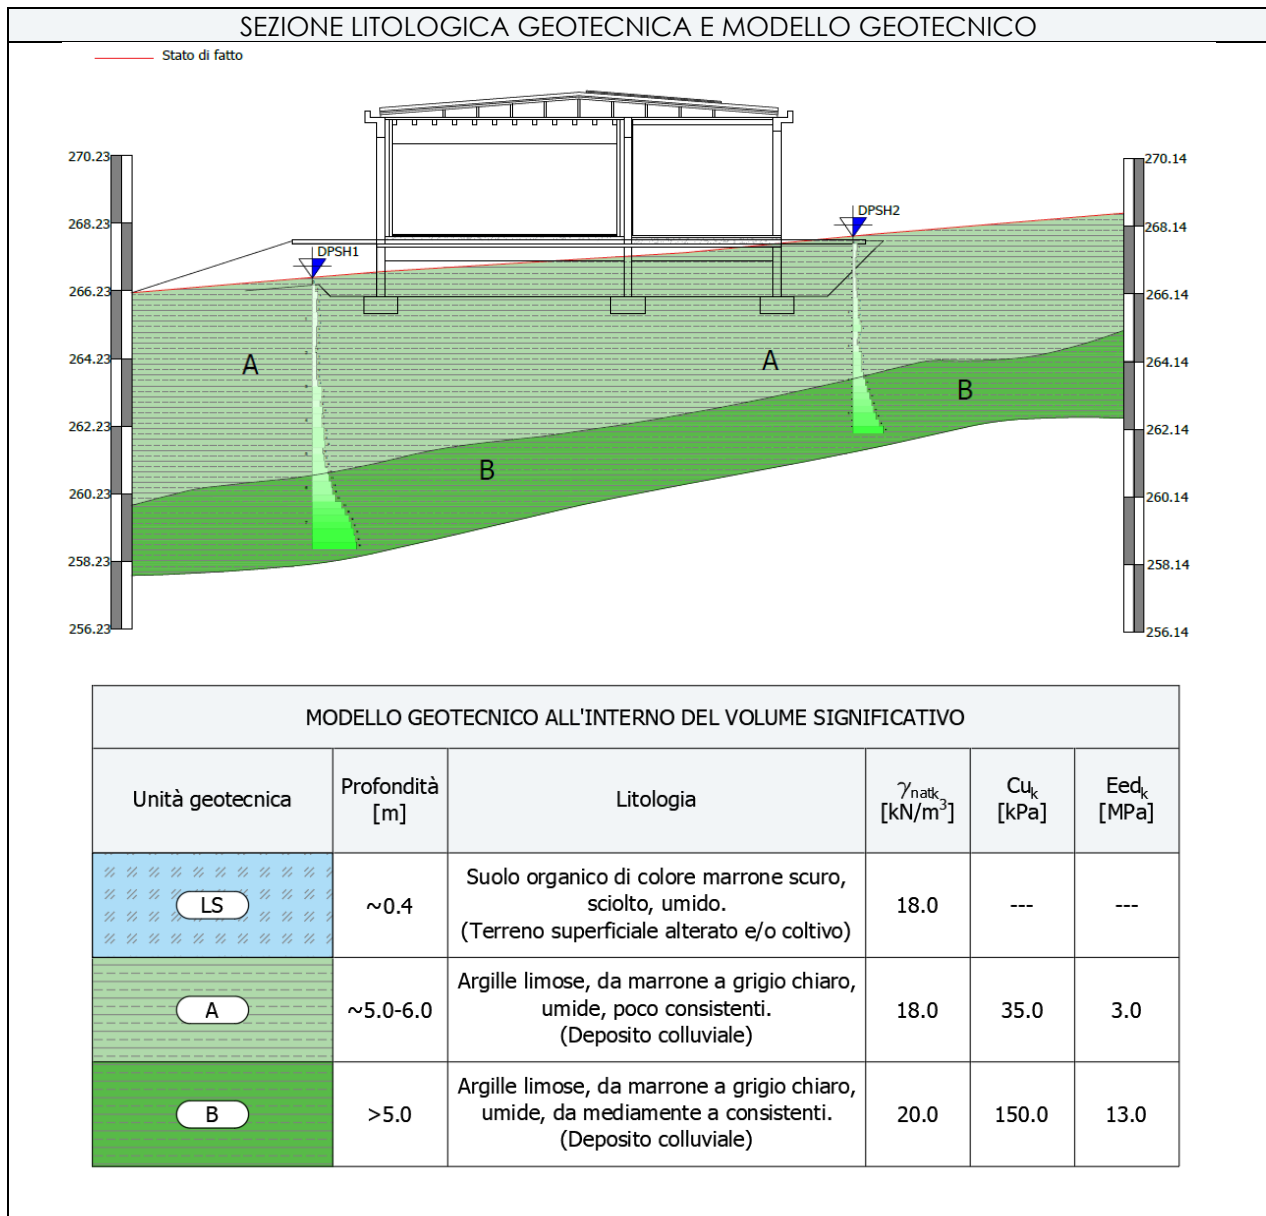 SEZIONE LITOLOGICA GEOTECNICA E MODELLO GEOTECNICO
Stato di fatto
270.23
268.23
266.23
264.23
262.23
260.23
258.23
256.23
DPSH1
DPSH2
A
A
B
B
270.14
268.14
266.14
264.14
262.14
260.14
258.14
256.14
MODELLO GEOTECNICO ALL'INTERNO DEL VOLUME SIGNIFICATIVO
Unità geotecnica
Profondità
[m]
Litologia
γnatk
[kN/m³]
Cuk
[kPa]
Eedk
[MPa]
LS
~0.4
Suolo organico di colore marrone scuro,
sciolto, umido.
(Terreno superficiale alterato e/o coltivo)
18.0
---
---
A
~5.0-6.0
Argille limose, da marrone a grigio chiaro,
umide, poco consistenti.
(Deposito colluviale)
18.0
35.0
3.0
B
>5.0
Argille limose, da marrone a grigio chiaro,
umide, da mediamente a consistenti.
(Deposito colluviale)
20.0
150.0
13.0